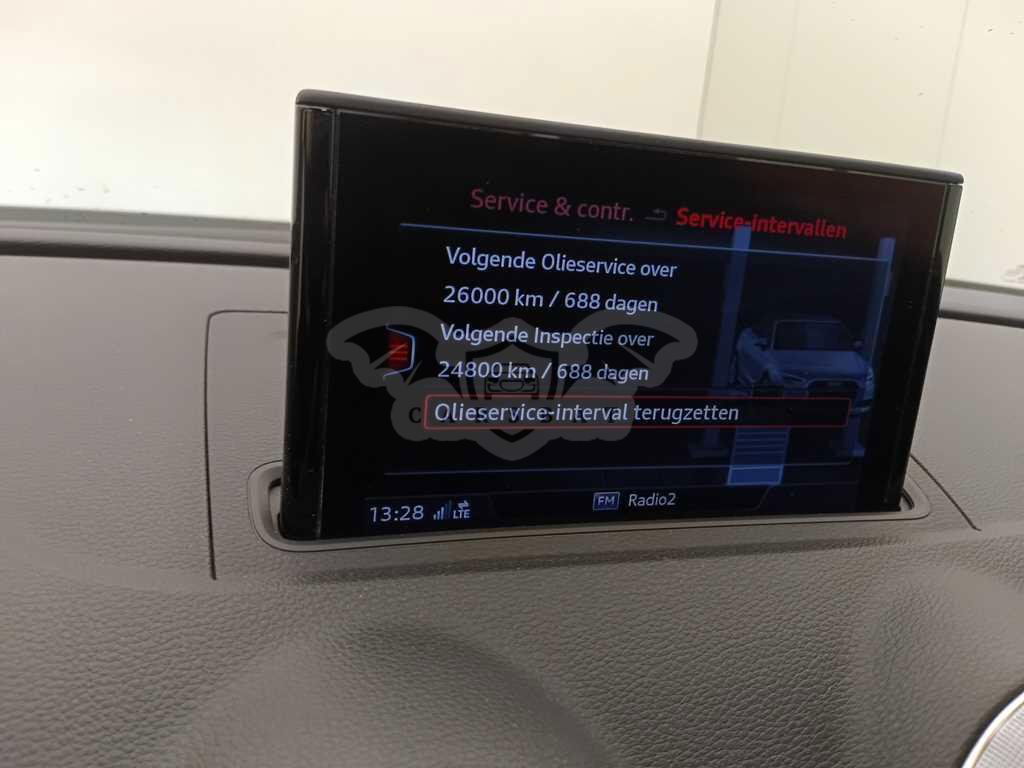 Service & contr. Service-intervallen
Volgende Olieservice over
26000 km / 688 dagen
Volgende Inspectie over
24800 km / 688 dagen
Olieservice-interval terugzetten
13:28 LTE FM Radio2